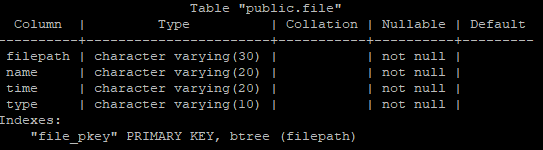 Table "public.file"
  Column  |         Type          | Collation | Nullable | Default
----------+-----------------------+-----------+----------+---------
 filepath | character varying(30) |           | not null |
 name     | character varying(20) |           | not null |
 time     | character varying(20) |           | not null |
 type     | character varying(10) |           | not null |
Indexes:
    "file_pkey" PRIMARY KEY, btree (filepath)